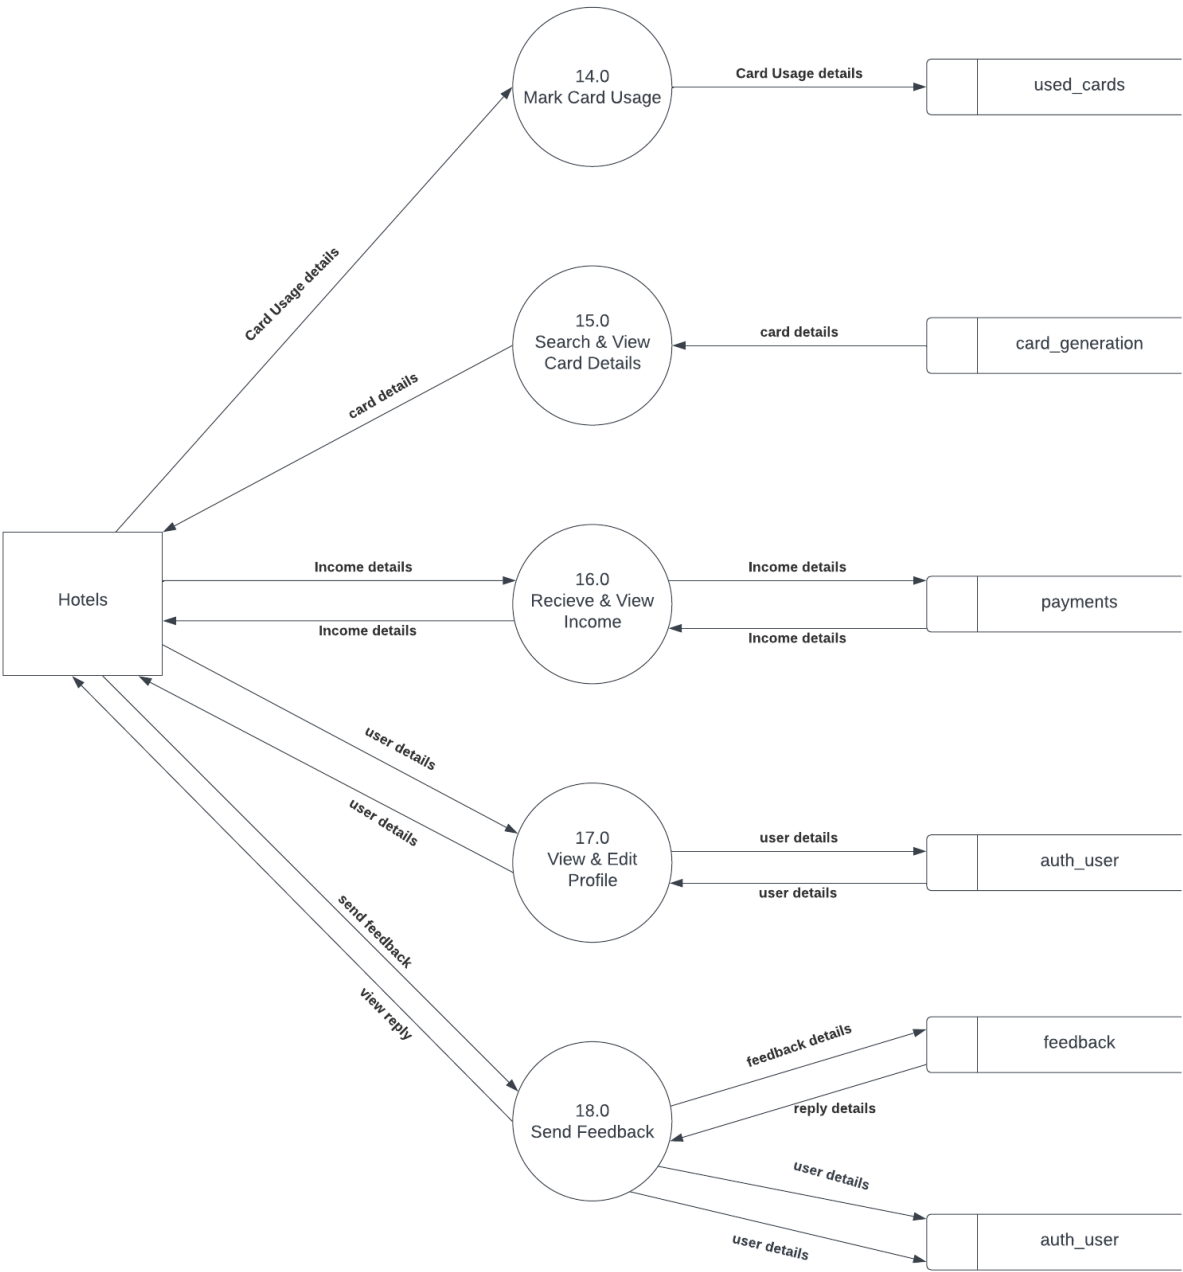 14.0
Mark Card Usage
Card Usage details
used_cards
Card Usage details
15.0
Search & View
Card Details
card details
card_generation
card details
Hotels
Income details
Income details
16.0
Recieve & View
Income
Income details
Income details
payments
user details
user details
17.0
View & Edit
Profile
user details
user details
auth_user
send feedback
view reply
18.0
Send Feedback
feedback details
reply details
feedback
user details
user details
auth_user